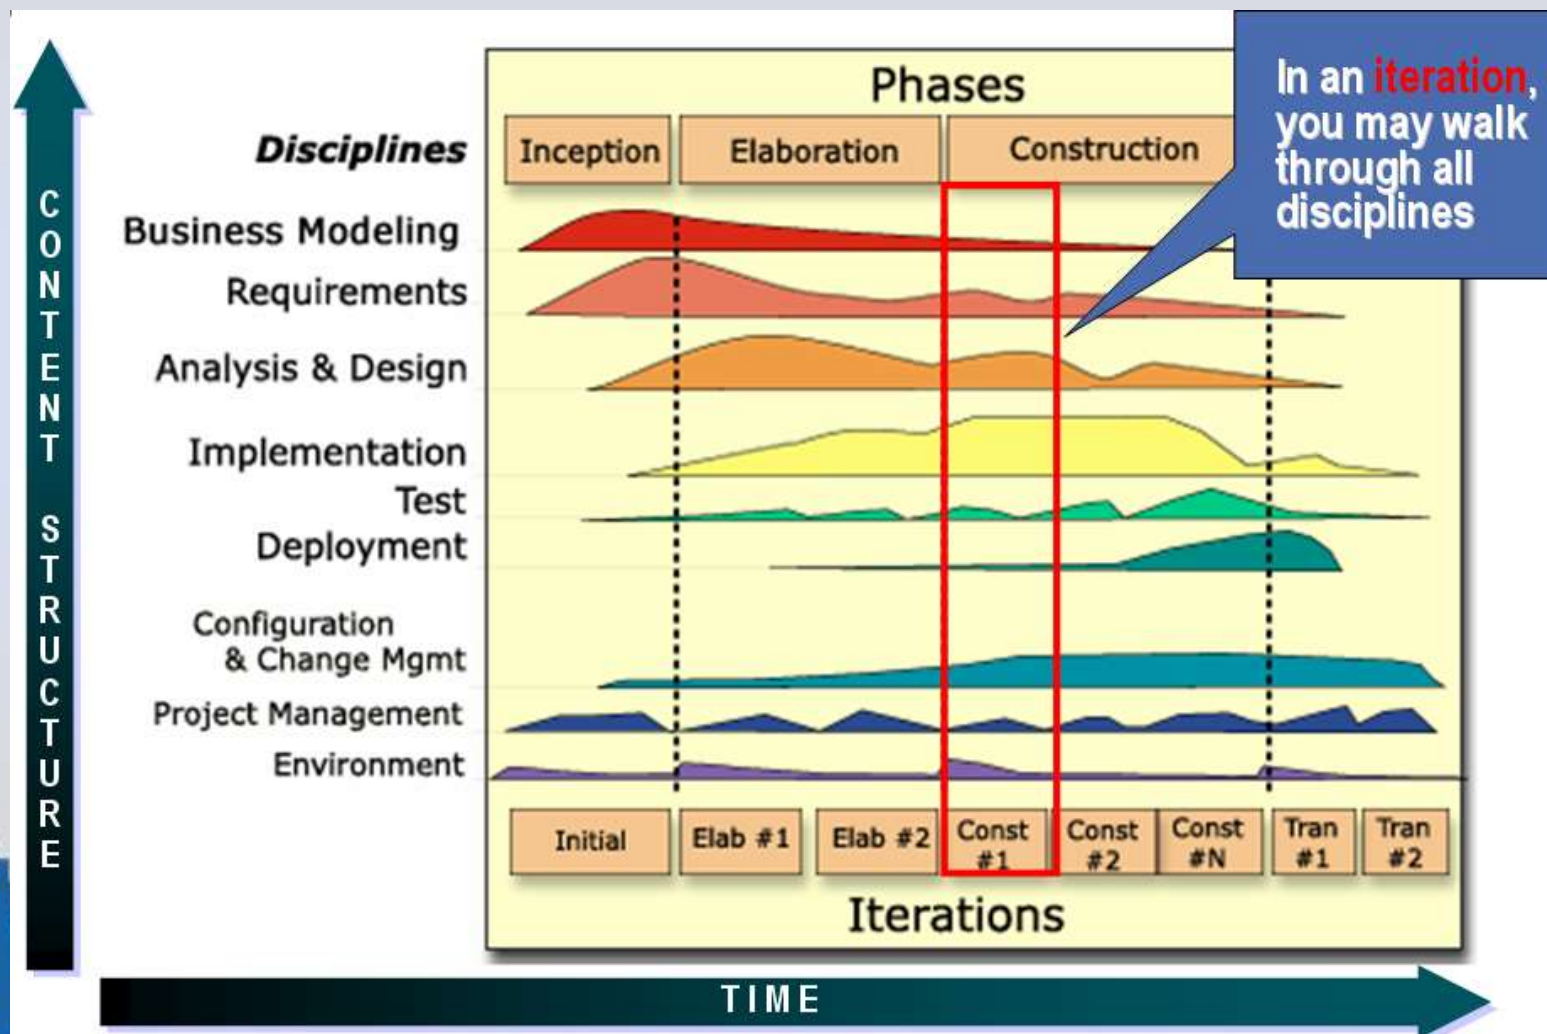 Phases
In an iteration,
you may walk
through all
disciplines
Disciplines
Inception
Elaboration
Construction
Business Modeling
Requirements
Analysis & Design
Implementation
Test
Deployment
Configuration
& Change Mgmt
Project Management
Environment
Initial
Elab #1
Elab #2
Const
#1
Const
#2
Const
#N
Tran
#1
Tran
#2
Iterations
CONTENT STRUCTURE
TIME